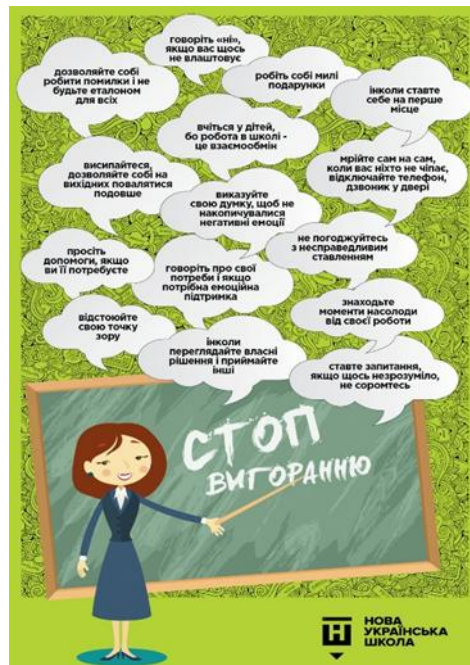 говоріть «ні»,
якщо вас щось
не влаштовує
дозволяйте собі
робити помилки і не
будьте еталоном
для всіх
робіть собі милі
подарунки
інколи ставте
себе на перше
місце
вчіться у дітей,
бо робота в школі -
це взаємообмін
висипайтеся,
дозволяйте собі на
вихідних повалятися
подовше
мрійте сам на сам,
коли вас ніхто не чіпає,
відключайте телефон,
дзвоник у двері
виказуйте
свою думку, щоб не
накопичувалися
негативні емоції
не погоджуйтесь
з несправедливим
ставленням
просіть
допомоги, якщо
ви її потребуєте
говоріть про свої
потреби і якщо
потрібна емоційна
підтримка
знаходьте
моменти насолоди
від своєї роботи
відстоюйте
свою точку
зору
інколи
переглядайте власні
рішення і приймайте
інші
ставте запитання,
якщо щось незрозуміло,
не соромтесь
СТОП
ВИГОРАННЮ
НОВА
УКРАЇНСЬКА
ШКОЛА